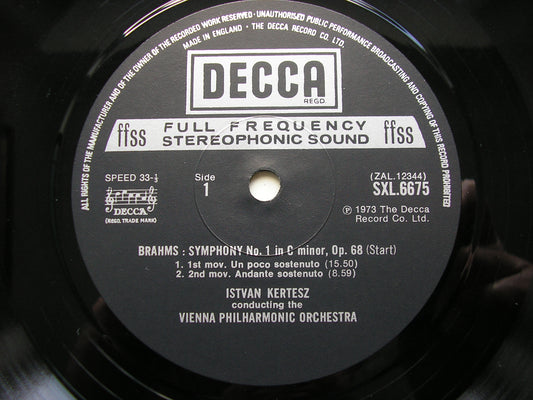 ALL RIGHTS OF THE MANUFACTURER AND OF THE OWNER OF THE RECORDED WORK RESERVED · UNAUTHORISED PUBLIC PERFORMANCE BROADCASTING AND COPYING OF THIS RECORD PROHIBITED
MADE IN ENGLAND · THE DECCA RECORD CO. LTD.
DECCA
REGD.
ffss FULL FREQUENCY ffss
STEREOPHONIC SOUND
SPEED 33-⅓
DECCA
(REGD. TRADE MARK)
Side
1
(ZAL.12344)
SXL.6675
℗ 1973 The Decca
Record Co. Ltd.
BRAHMS : SYMPHONY No. 1 in C minor, Op. 68 (Start)
1. 1st mov. Un poco sostenuto (15.50)
2. 2nd mov. Andante sostenuto (8.59)
ISTVAN KERTESZ
conducting the
VIENNA PHILHARMONIC ORCHESTRA